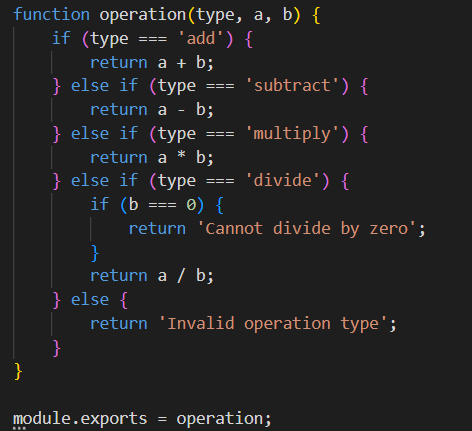 function operation(type, a, b) {
    if (type === 'add') {
        return a + b;
    } else if (type === 'subtract') {
        return a - b;
    } else if (type === 'multiply') {
        return a * b;
    } else if (type === 'divide') {
        if (b === 0) {
            return 'Cannot divide by zero';
        }
        return a / b;
    } else {
        return 'Invalid operation type';
    }
}

module.exports = operation;